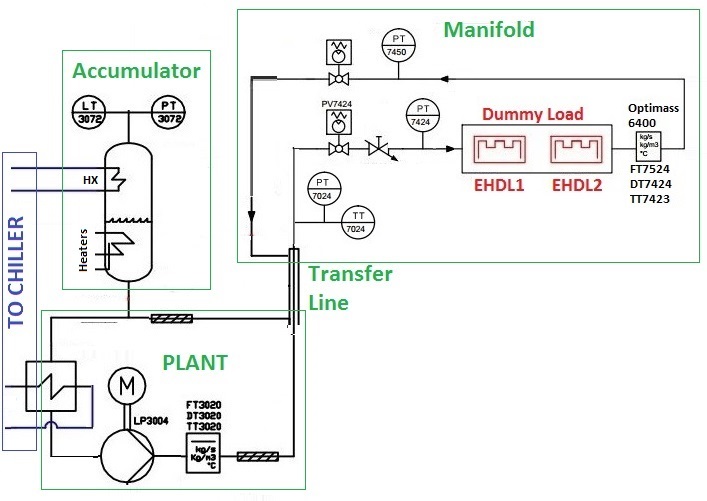 Manifold
Accumulator
PT
7450
LT
3072
PT
3072
PV7424
PT
7424
Dummy Load
Optimass
6400
kg/s
kg/m3
°C
EHDL1
EHDL2
FT7524
DT7424
TT7423
HX
PT
7024
TT
7024
Heaters
TO CHILLER
Transfer
Line
PLANT
M
LP3004
FT3020
DT3020
TT3020
kg/s
Kg/m3
°C